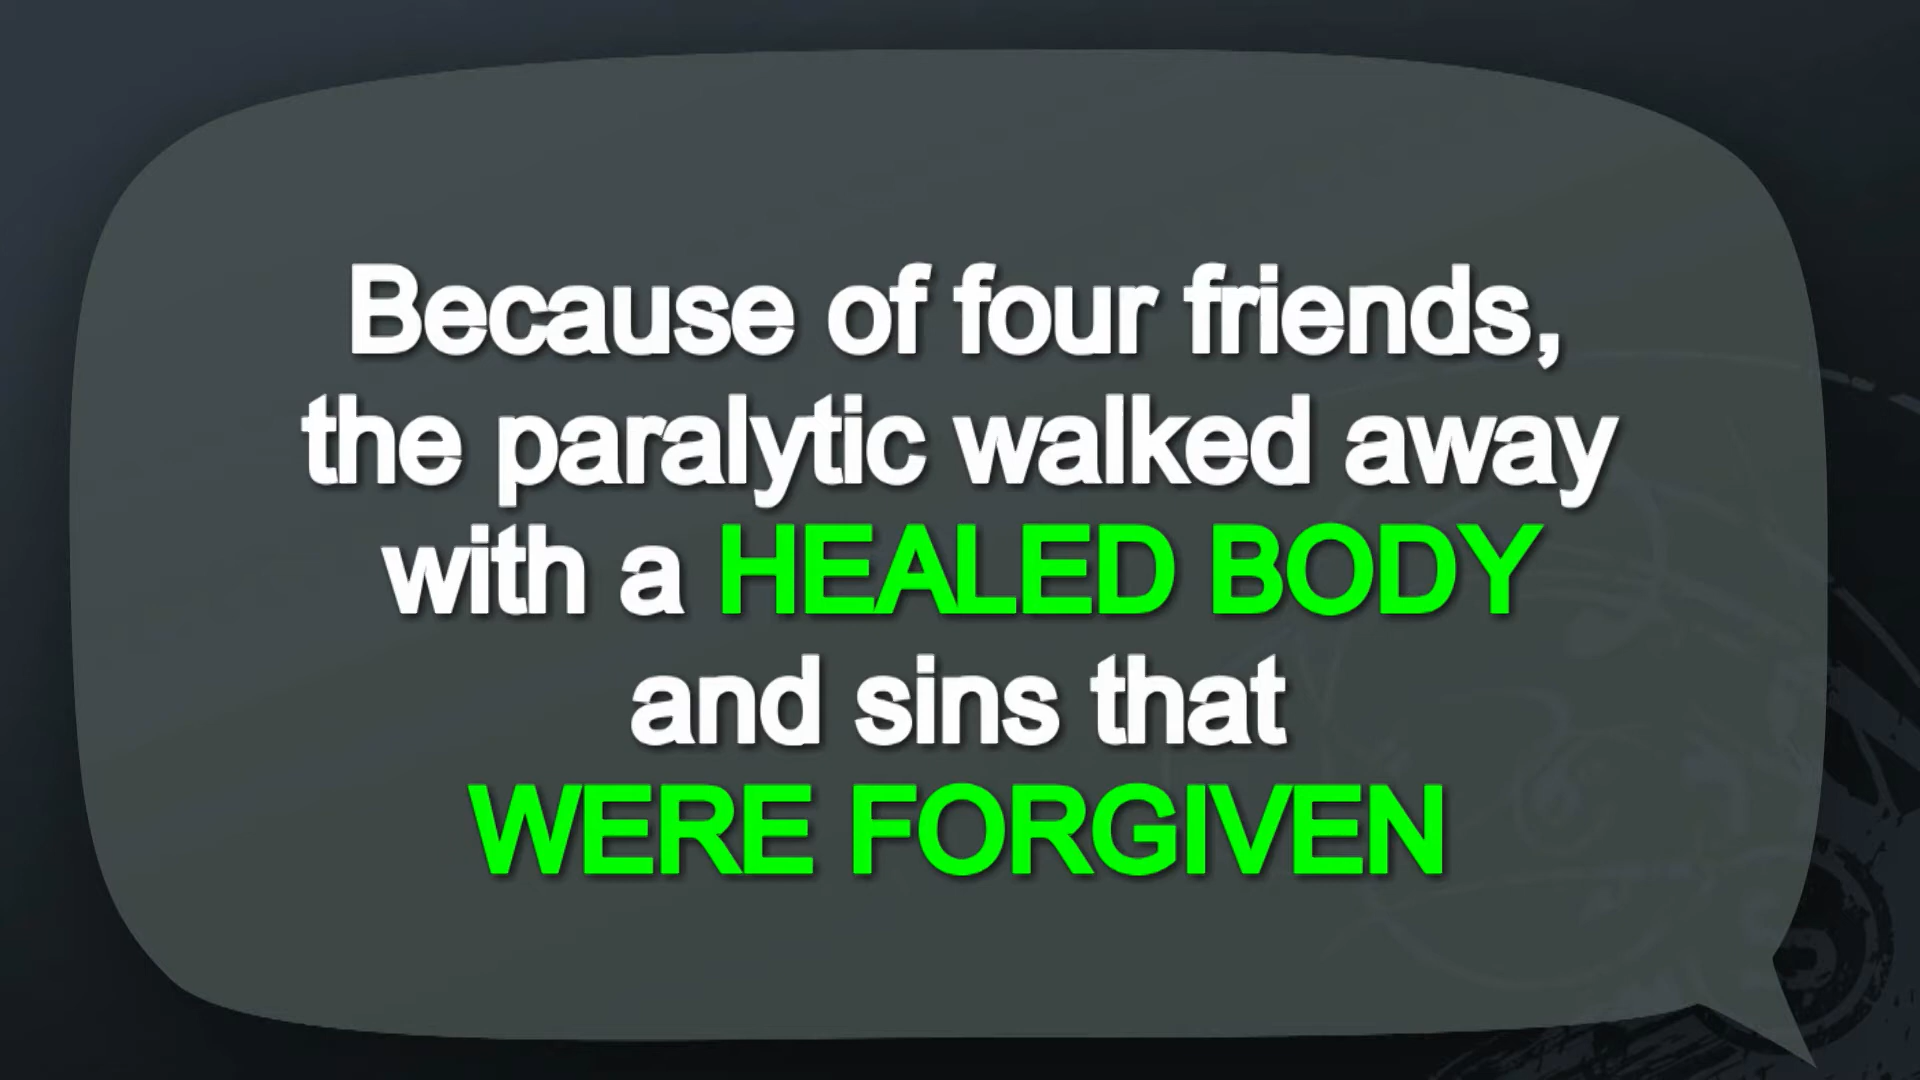 Because of four friends,
the paralytic walked away
with a HEALED BODY
and sins that
WERE FORGIVEN